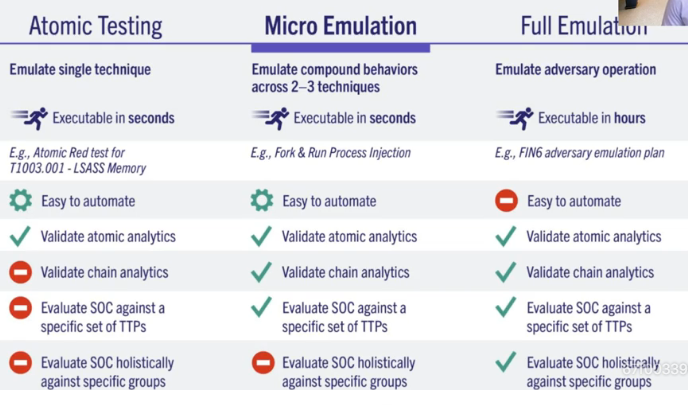 Atomic Testing
Emulate single technique
Executable in seconds
E.g., Atomic Red test for
T1003.001 - LSASS Memory
Easy to automate
Validate atomic analytics
Validate chain analytics
Evaluate SOC against a
specific set of TTPs
Evaluate SOC holistically
against specific groups
Micro Emulation
Emulate compound behaviors
across 2–3 techniques
Executable in seconds
E.g., Fork & Run Process Injection
Easy to automate
Validate atomic analytics
Validate chain analytics
Evaluate SOC against a
specific set of TTPs
Evaluate SOC holistically
against specific groups
Full Emulation
Emulate adversary operation
Executable in hours
E.g., FIN6 adversary emulation plan
Easy to automate
Validate atomic analytics
Validate chain analytics
Evaluate SOC against a
specific set of TTPs
Evaluate SOC holistically
against specific groups